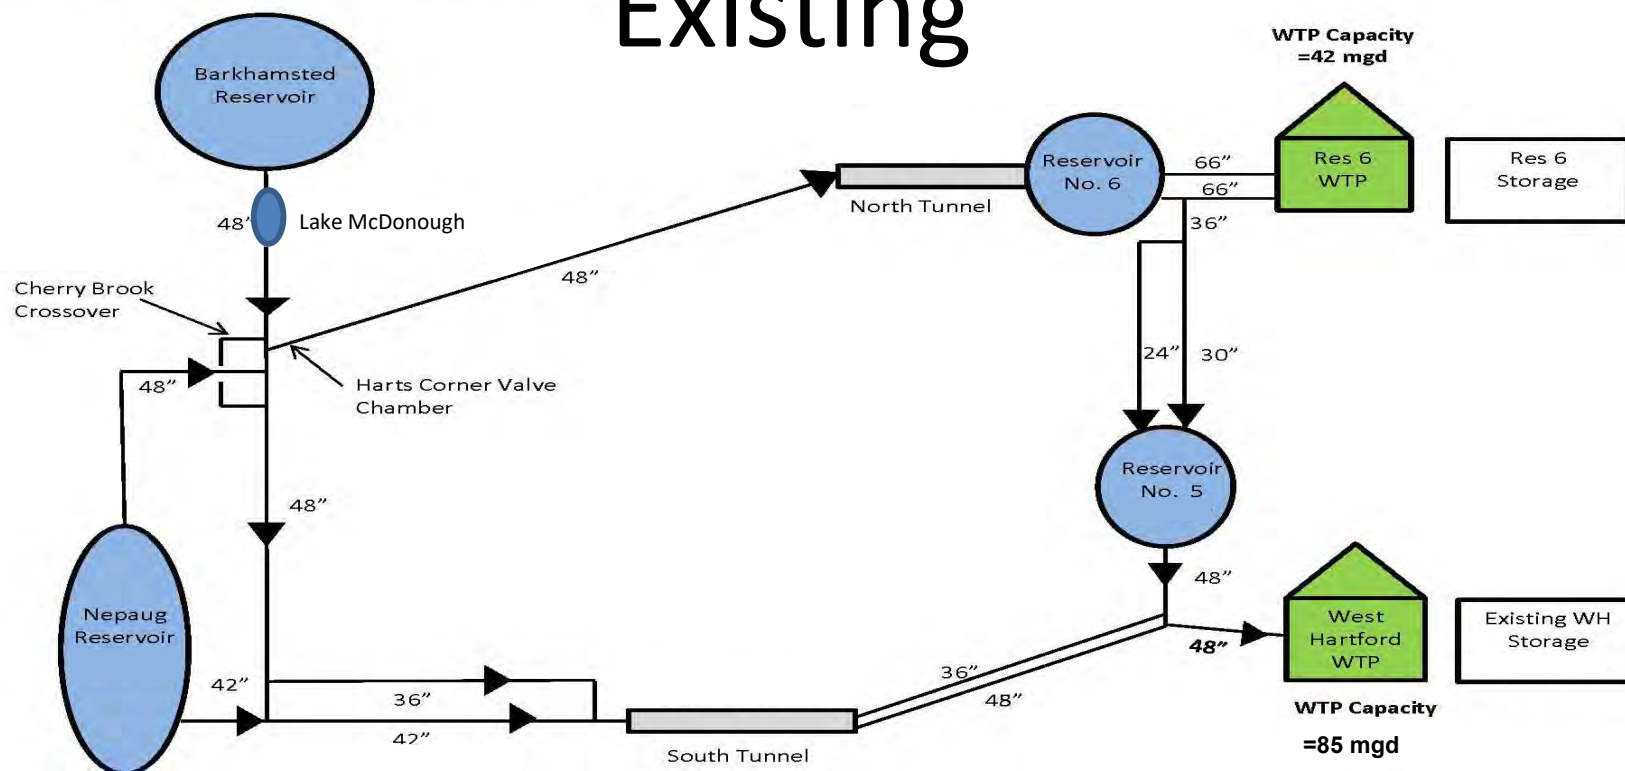 Existing
WTP Capacity
=42 mgd
Barkhamsted
Reservoir
Reservoir
No. 6
66”
66”
Res 6
WTP
Res 6
Storage
North Tunnel
36”
48”
Lake McDonough
48”
Cherry Brook
Crossover
24”
30”
48”
Harts Corner Valve
Chamber
Reservoir
No. 5
48”
48”
Nepaug
Reservoir
West
Hartford
WTP
Existing WH
Storage
48”
36”
48”
42”
36”
42”
South Tunnel
WTP Capacity
=85 mgd